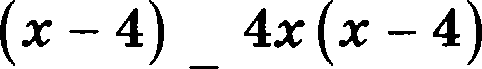 (x − 4) _ 4x(x − 4)